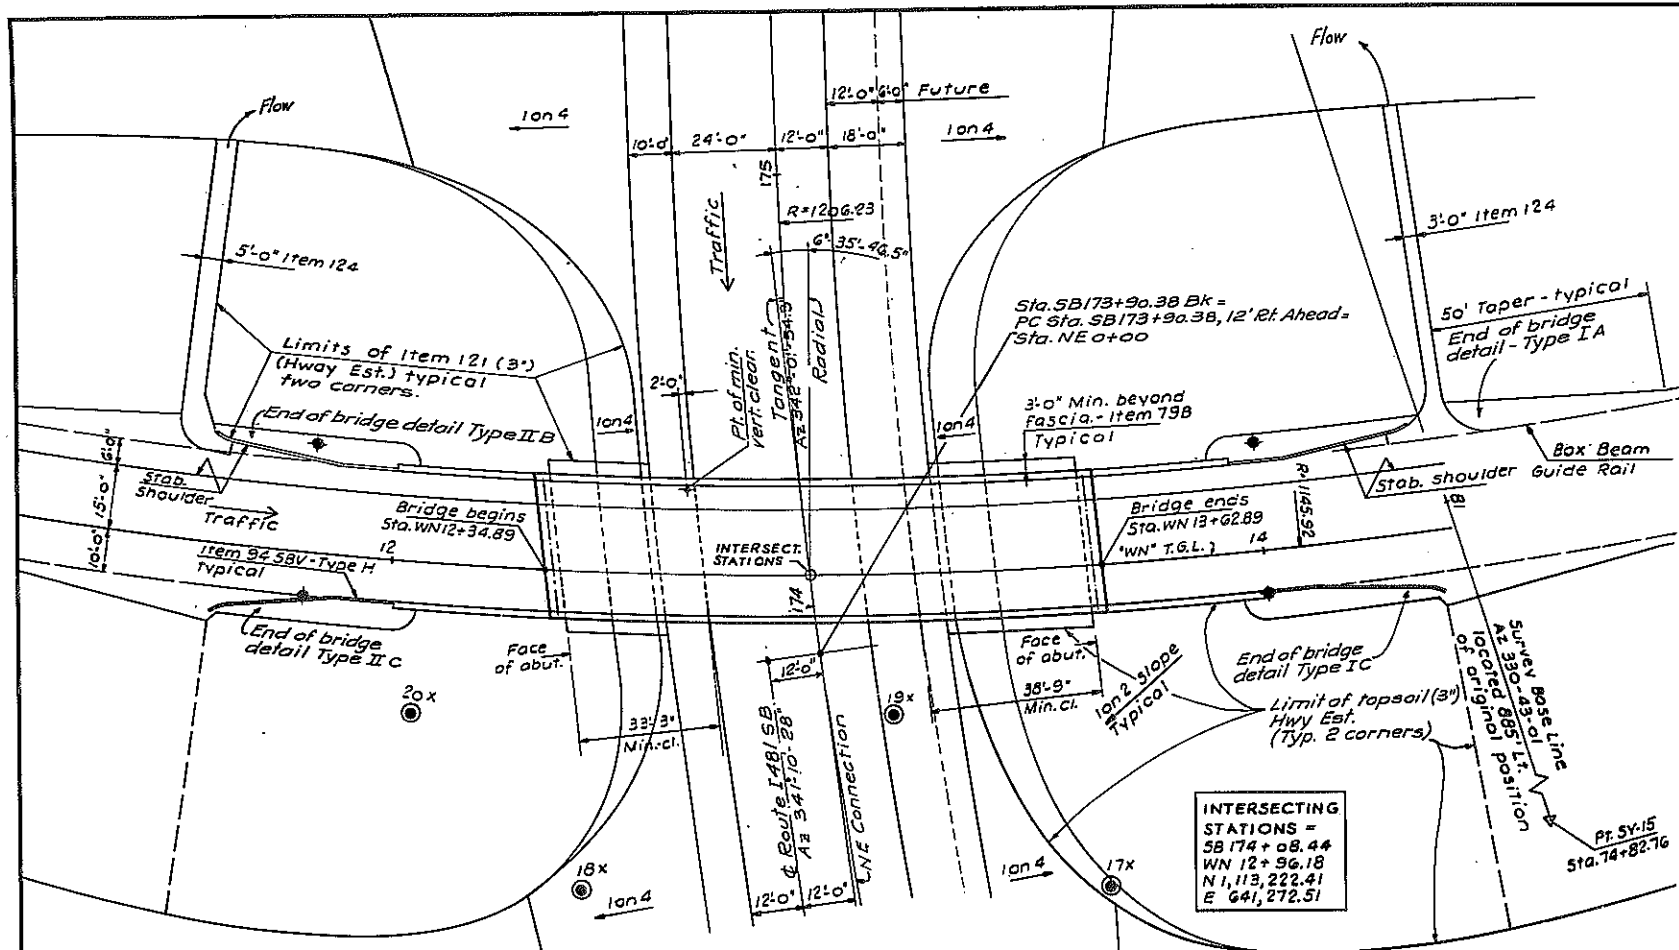 Flow
1 on 4
12'-0" 6'-0" Future
1 on 4
Flow
10'-0"
24'-0"
12'-0"
18'-0"
175
R=1206.23
6°-35'-46.5"
Traffic
5'-0" Item 124
3'-0" Item 124
Limits of Item 121 (3")
(Hway Est.) typical
two corners.
2'-0"
Pt. of min.
vert. clear.
Tangent
Az 342°-01'-54.9"
Radial
Sta. SB173+90.38 Bk =
PC Sta. SB173+90.38, 12' Rt. Ahead =
Sta. NE 0+00
50' Taper - typical
End of bridge
detail - Type I A
End of bridge detail Type II B
1 on 4
1 on 4
3'-0" Min. beyond
fascia. - Item 79B
Typical
Box Beam
Guide Rail
Stab. shoulder
6'-0"
15'-0"
10'-0"
Stab.
Shoulder
Traffic
Bridge begins
Sta. WN12+34.89
Bridge ends
Sta. WN 13+62.89
R=1145.92
181
12
"WN" T.G.L.
14
Item 94.5BV-Type H
typical
INTERSECT.
STATIONS
174
End of bridge
detail Type II C
Face
of abut.
12'-0"
Face
of abut.
1 on 2 slope
Typical
End of bridge
detail Type I C
20x
19x
33'-3"
Min. cl.
38'-9"
Min. cl.
Limit of topsoil (3")
Hwy Est.
(Typ. 2 corners)
Survey Base Line
Az 330-43-01
located 885' Lt.
of original position
₵ Route I-481 SB
Az 341°-10'-28"
NE Connection
INTERSECTING
STATIONS =
SB 174+08.44
WN 12+96.18
N 1,113,222.41
E 641,272.51
Pt. SY-15
Sta. 74+82.76
18x
1 on 4
12'-0"
12'-0"
1 on 4
17x